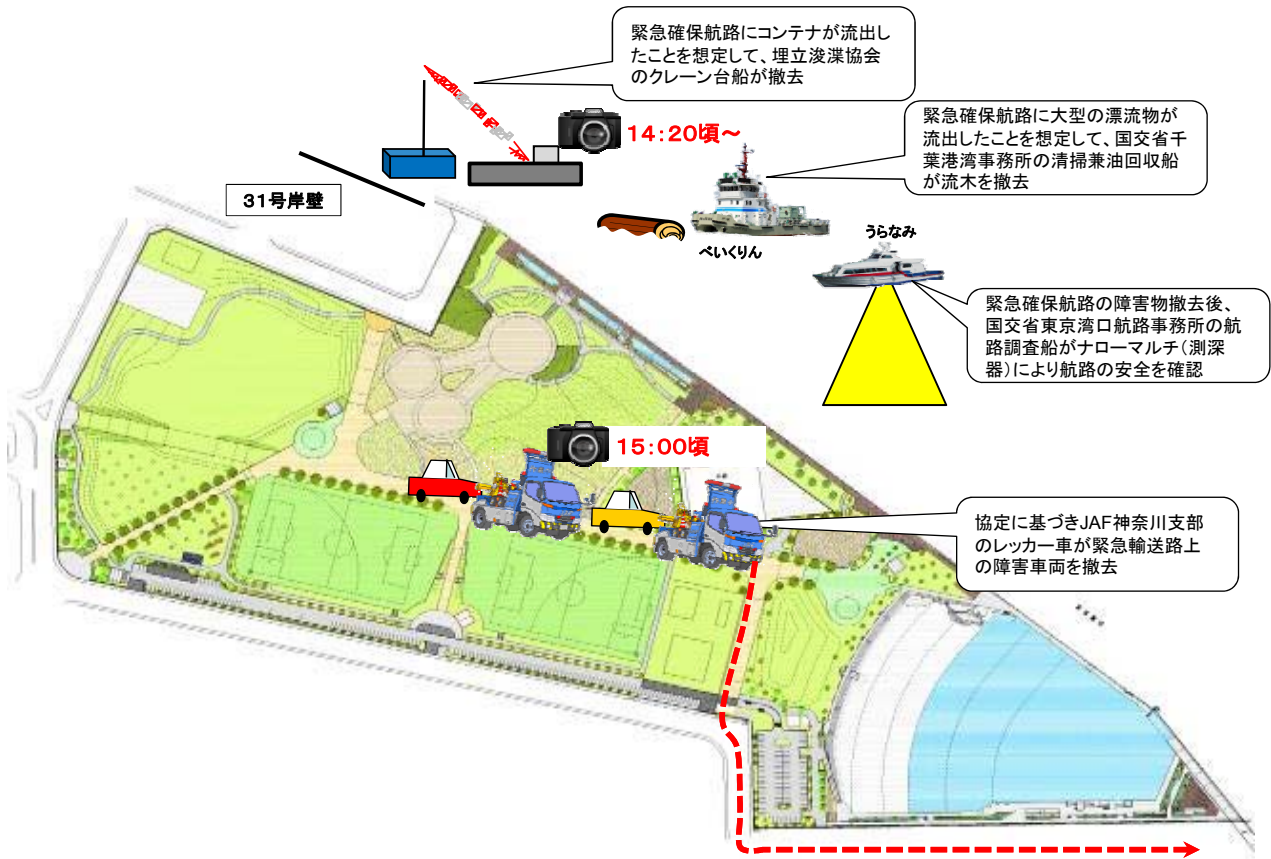 緊急確保航路にコンテナが流出し
たことを想定して、埋立浚渫協会
のクレーン台船が撤去
14:20頃～
緊急確保航路に大型の漂流物が
流出したことを想定して、国交省千
葉港湾事務所の清掃兼油回収船
が流木を撤去
31号岸壁
べいくりん
うらなみ
緊急確保航路の障害物撤去後、
国交省東京湾口航路事務所の航
路調査船がナローマルチ(測深
器)により航路の安全を確認
15:00頃
協定に基づきJAF神奈川支部
のレッカー車が緊急輸送路上
の障害車両を撤去